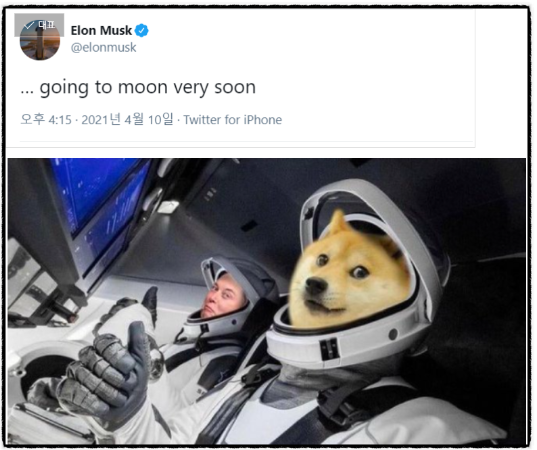 ✓ 대표
Elon Musk
@elonmusk
... going to moon very soon
오후 4:15 · 2021년 4월 10일 · Twitter for iPhone